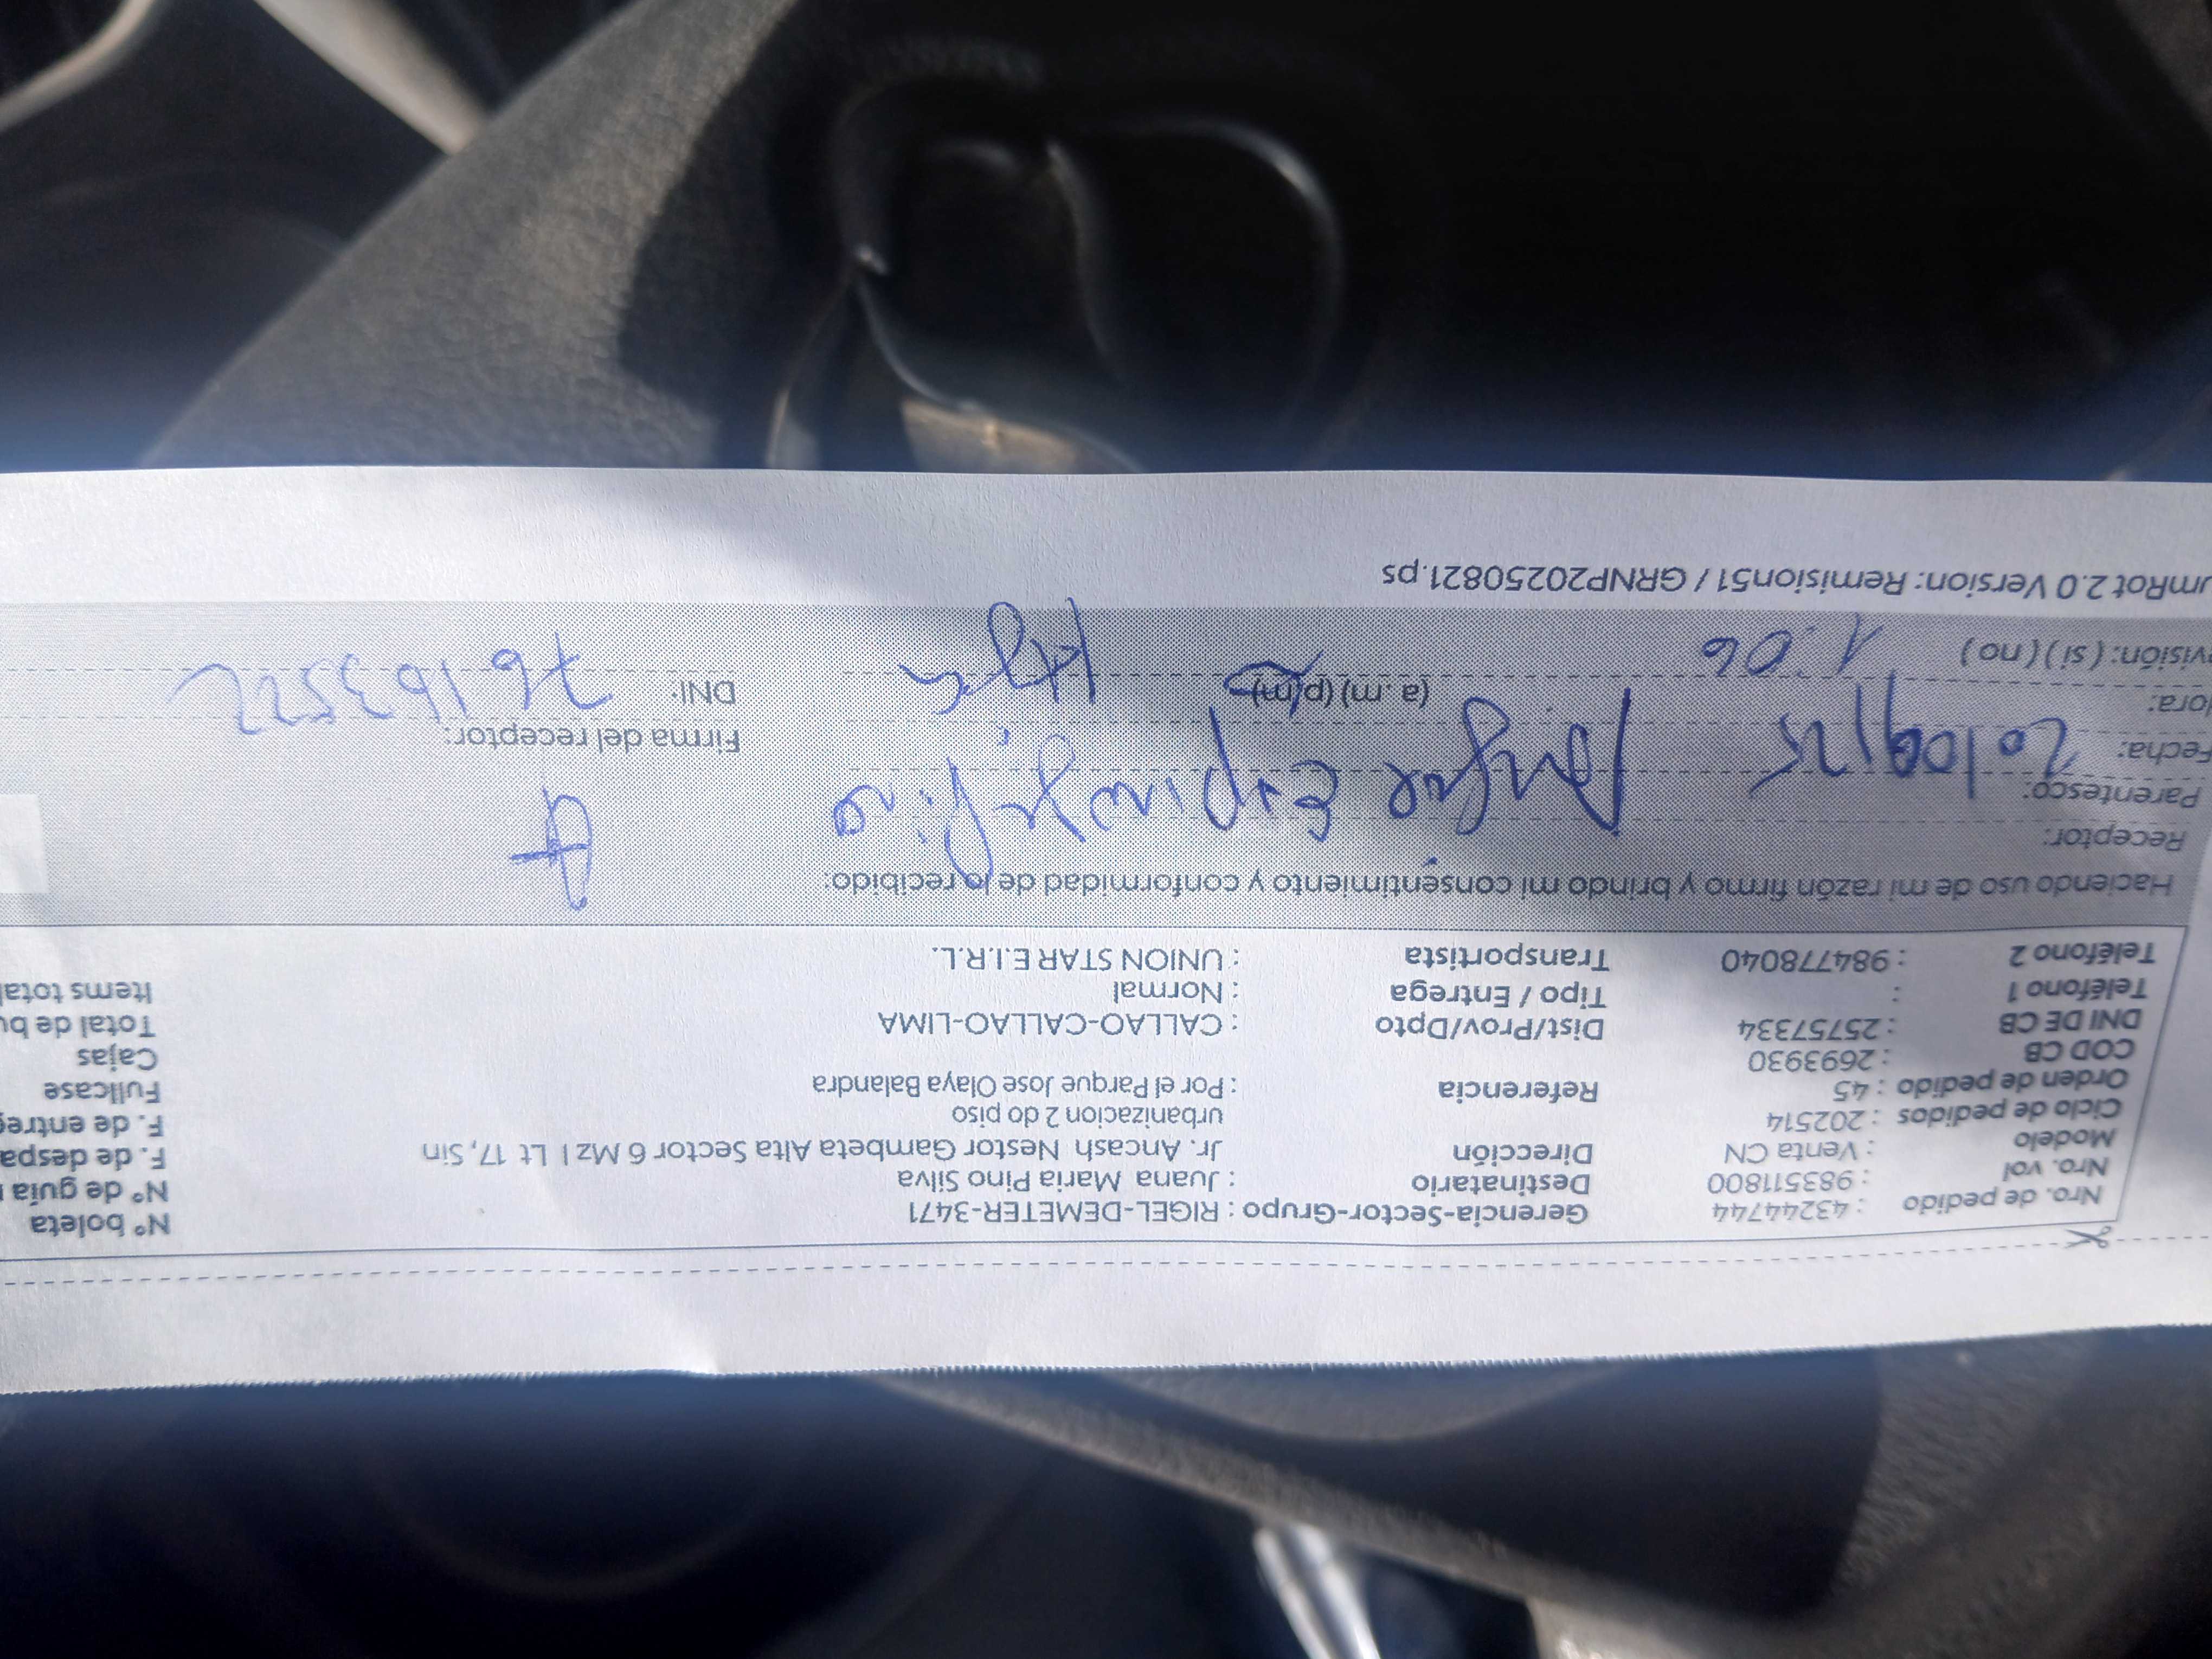 Nro. de pedido : 43244744 Gerencia-Sector-Grupo : RIGEL-DEMETER-3471 N° boleta
Nro. vol : 983511800 Destinatario : Juana Maria Pino Silva N° de guía
Modelo : Venta CN Dirección Jr. Ancash Nestor Gambeta Alta Sector 6 Mz I Lt 17, Sin F. de despa
Ciclo de pedidos : 202514 urbanizacion 2 do piso F. de entreg
Orden de pedido : 45 Referencia : Por el Parque Jose Olaya Balandra Fullcase
COD CB : 2693930 Cajas
DNI DE CB : 25757334 Dist/Prov/Dpto : CALLAO-CALLAO-LIMA Total de bu
Teléfono 1 : Tipo / Entrega : Normal Items total
Teléfono 2 : 984778040 Transportista : UNION STAR E.I.R.L.
Haciendo uso de mi razón firmo y brindo mi consentimiento y conformidad de lo recibido:
Receptor:
Parentesco: Pino
Fecha: Firma del receptor:
ora: 1:06 (a .m) (p/m) Hija DNI: 76163522
visión: ( si ) ( no )
mRot 2.0 Version: Remision51 / GRNP20250821.ps